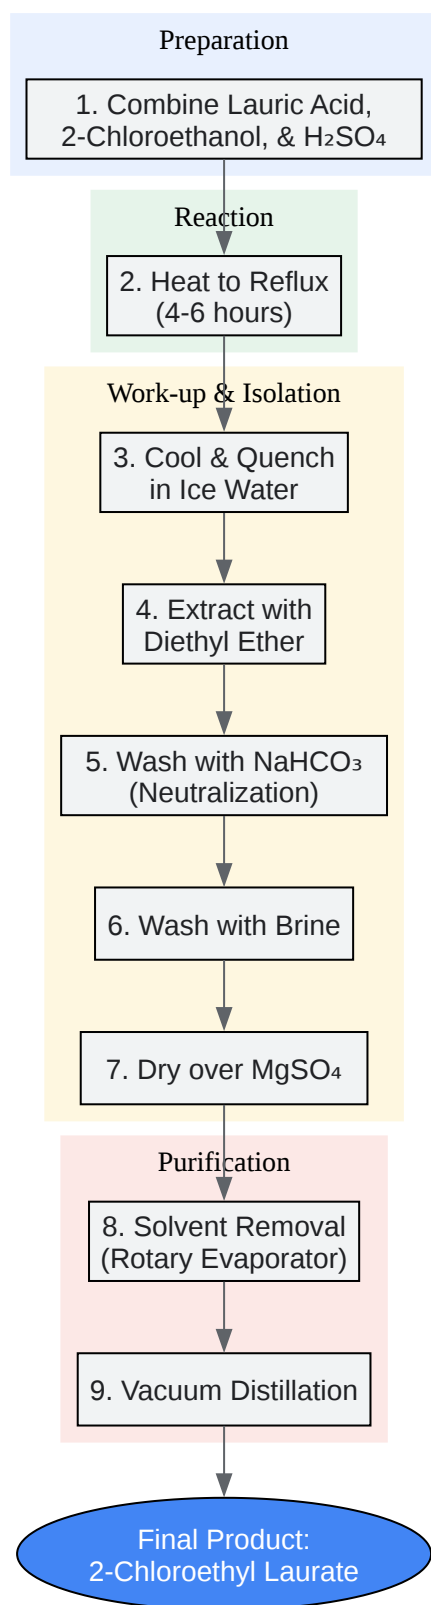 Preparation
1. Combine Lauric Acid,
2-Chloroethanol, & H₂SO₄
Reaction
2. Heat to Reflux
(4-6 hours)
Work-up & Isolation
3. Cool & Quench
in Ice Water
4. Extract with
Diethyl Ether
5. Wash with NaHCO₃
(Neutralization)
6. Wash with Brine
7. Dry over MgSO₄
Purification
8. Solvent Removal
(Rotary Evaporator)
9. Vacuum Distillation
Final Product:
2-Chloroethyl Laurate